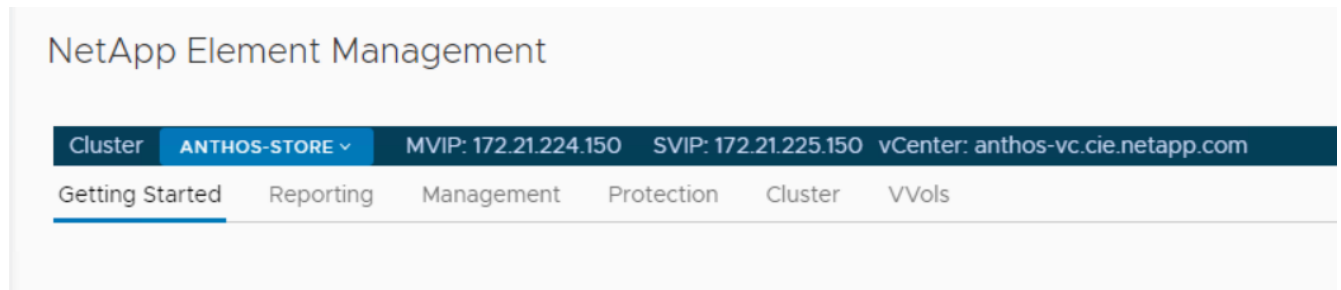 NetApp Element Management
Cluster ANTHOS-STORE MVIP: 172.21.224.150 SVIP: 172.21.225.150 vCenter: anthos-vc.cie.netapp.com
Getting Started Reporting Management Protection Cluster VVols